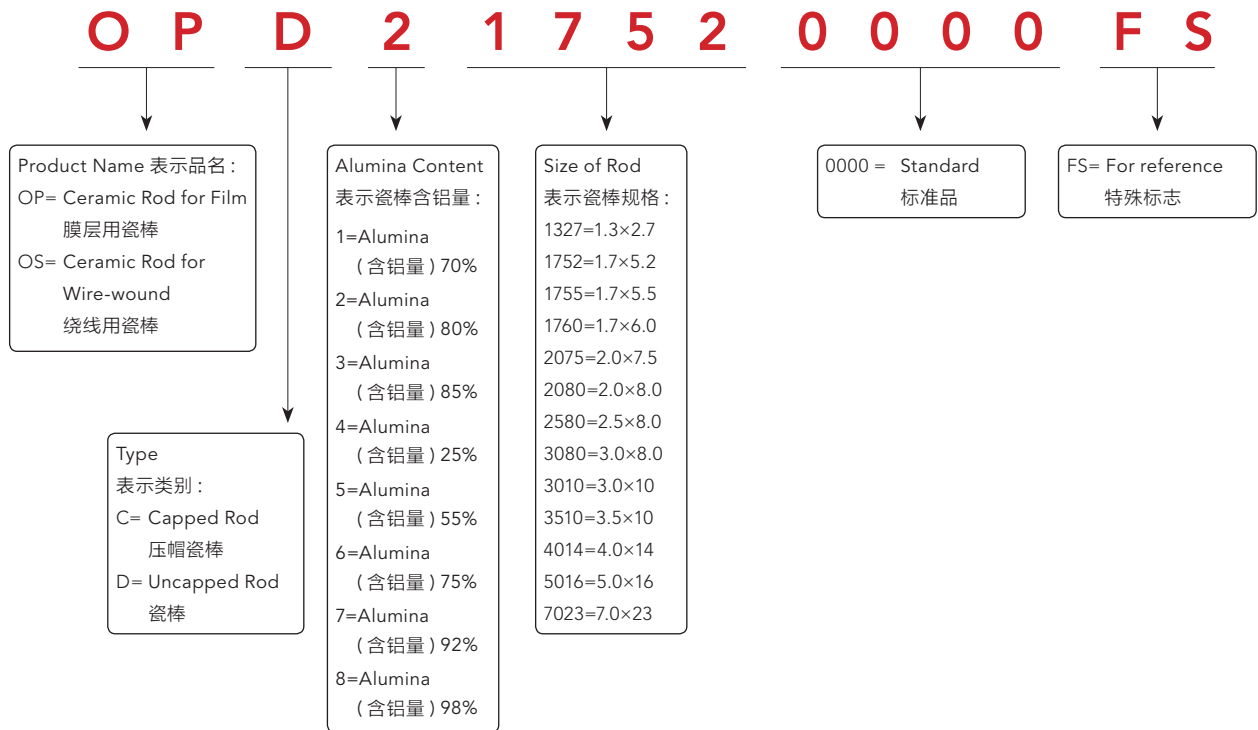 O P D 2 1 7 5 2 0 0 0 0 F S
Product Name 表示品名 :
OP= Ceramic Rod for Film
膜层用瓷棒
OS= Ceramic Rod for
Wire-wound
绕线用瓷棒
Type
表示类别 :
C= Capped Rod
压帽瓷棒
D= Uncapped Rod
瓷棒
Alumina Content
表示瓷棒含铝量 :
1=Alumina
( 含铝量 ) 70%
2=Alumina
( 含铝量 ) 80%
3=Alumina
( 含铝量 ) 85%
4=Alumina
( 含铝量 ) 25%
5=Alumina
( 含铝量 ) 55%
6=Alumina
( 含铝量 ) 75%
7=Alumina
( 含铝量 ) 92%
8=Alumina
( 含铝量 ) 98%
Size of Rod
表示瓷棒规格 :
1327=1.3×2.7
1752=1.7×5.2
1755=1.7×5.5
1760=1.7×6.0
2075=2.0×7.5
2080=2.0×8.0
2580=2.5×8.0
3080=3.0×8.0
3010=3.0×10
3510=3.5×10
4014=4.0×14
5016=5.0×16
7023=7.0×23
0000 = Standard
标准品
FS= For reference
特殊标志